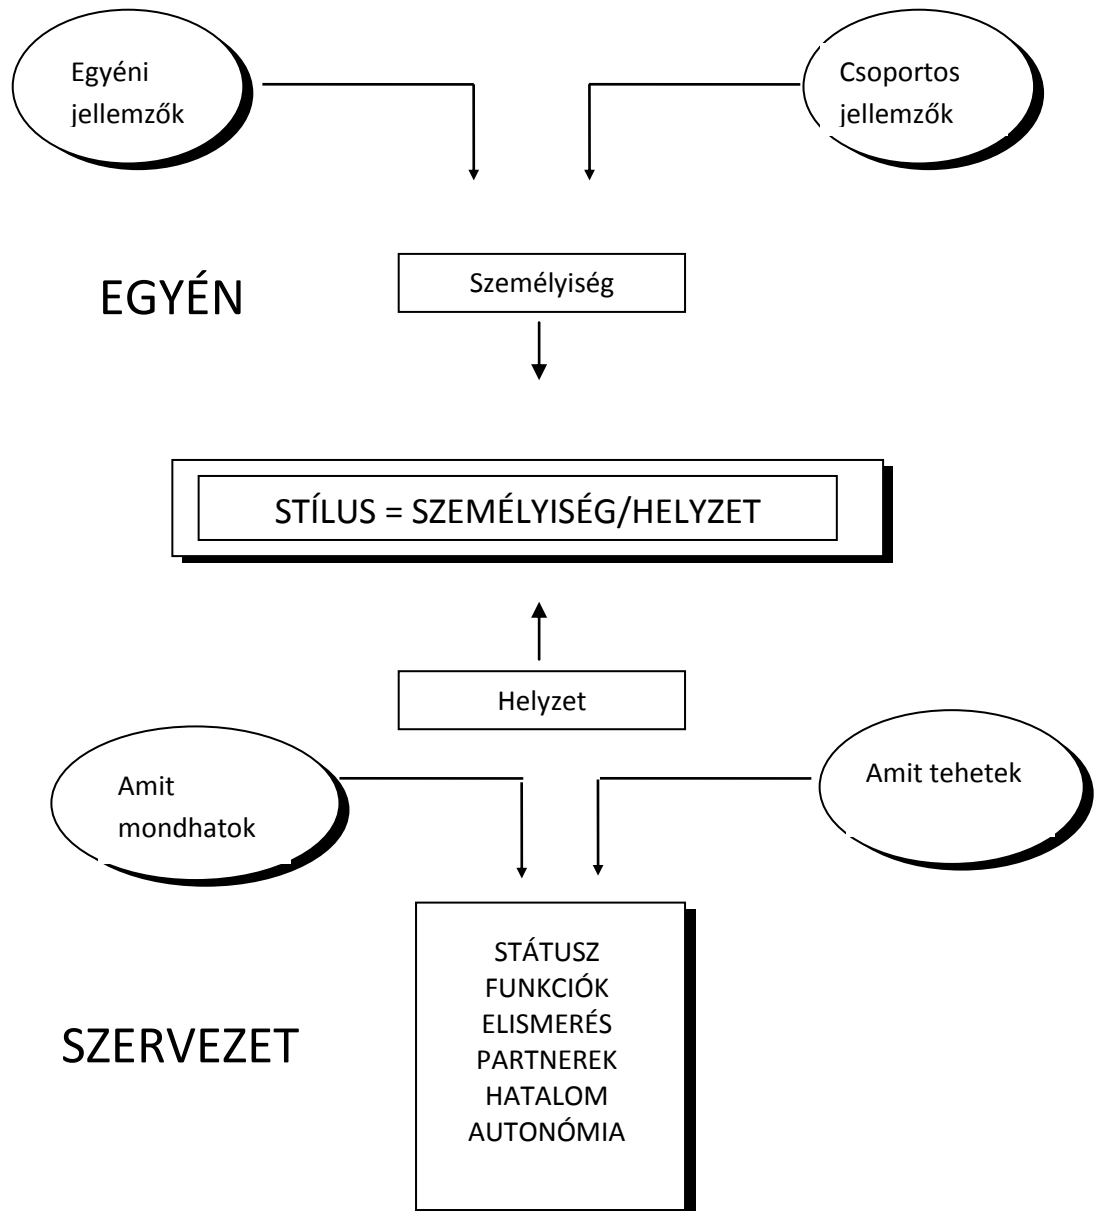 Egyéni
jellemzők
Csoportos
jellemzők
EGYÉN
Személyiség
STÍLUS = SZEMÉLYISÉG/HELYZET
Helyzet
Amit
mondhatok
Amit tehetek
STÁTUSZ
FUNKCIÓK
ELISMERÉS
PARTNEREK
HATALOM
AUTONÓMIA
SZERVEZET